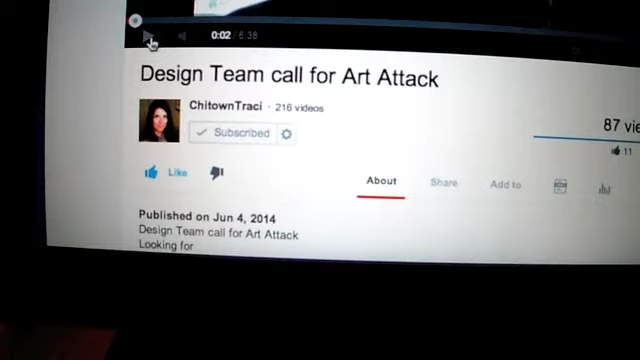 0:02 / 6:38
Design Team call for Art Attack
ChitownTraci · 216 videos
Subscribed
87 vie
11
Like
About
Share
Add to
Published on Jun 4, 2014
Design Team call for Art Attack
Looking for